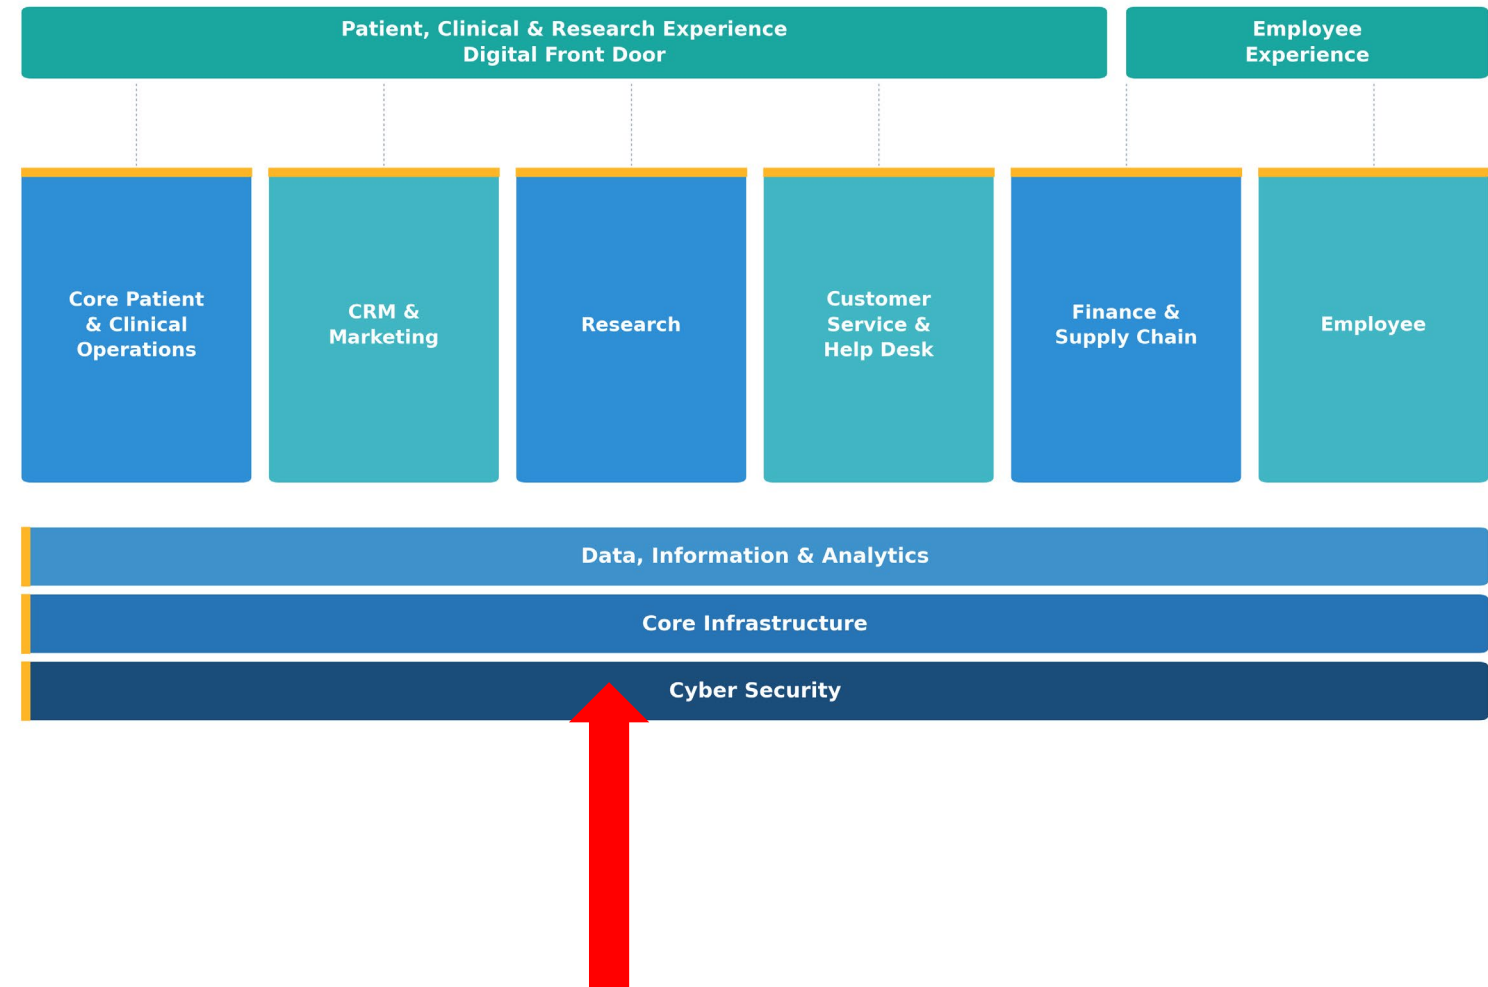 Patient, Clinical & Research Experience
Digital Front Door
Employee
Experience
Core Patient
& Clinical
Operations
CRM &
Marketing
Research
Customer
Service &
Help Desk
Finance &
Supply Chain
Employee
Data, Information & Analytics
Core Infrastructure
Cyber Security